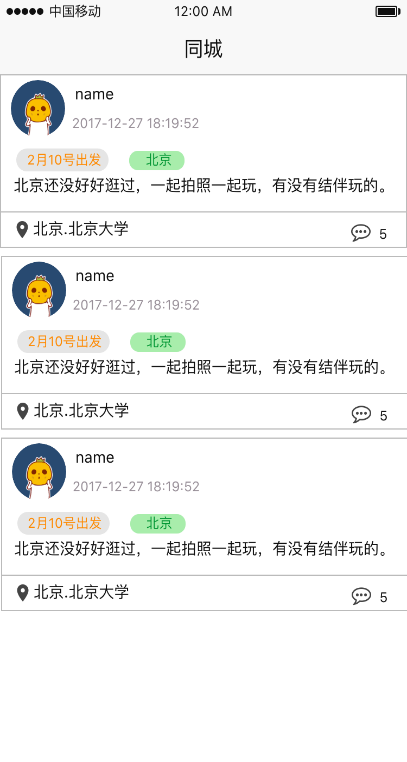 中国移动 12:00 AM
同城
name
2017-12-27 18:19:52
2月10号出发 北京
北京还没好好逛过，一起拍照一起玩，有没有结伴玩的。
北京.北京大学 5
name
2017-12-27 18:19:52
2月10号出发 北京
北京还没好好逛过，一起拍照一起玩，有没有结伴玩的。
北京.北京大学 5
name
2017-12-27 18:19:52
2月10号出发 北京
北京还没好好逛过，一起拍照一起玩，有没有结伴玩的。
北京.北京大学 5